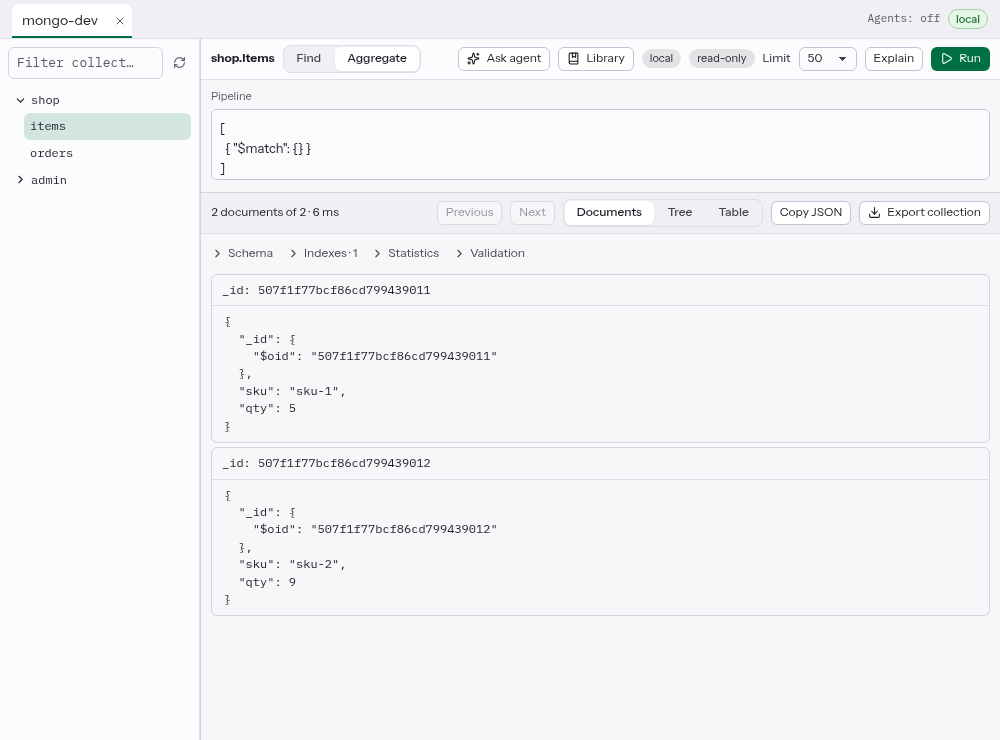 mongo-dev
Agents: off local
Filter collect…
shop
items
orders
admin
shop.items Find Aggregate Ask agent Library local read-only Limit 50 Explain Run
Pipeline
[
{ "$match": {} }
]
2 documents of 2 · 6 ms Previous Next Documents Tree Table Copy JSON Export collection
Schema Indexes · 1 Statistics Validation
_id: 507f1f77bcf86cd799439011
{
"_id": {
"$oid": "507f1f77bcf86cd799439011"
},
"sku": "sku-1",
"qty": 5
}
_id: 507f1f77bcf86cd799439012
{
"_id": {
"$oid": "507f1f77bcf86cd799439012"
},
"sku": "sku-2",
"qty": 9
}